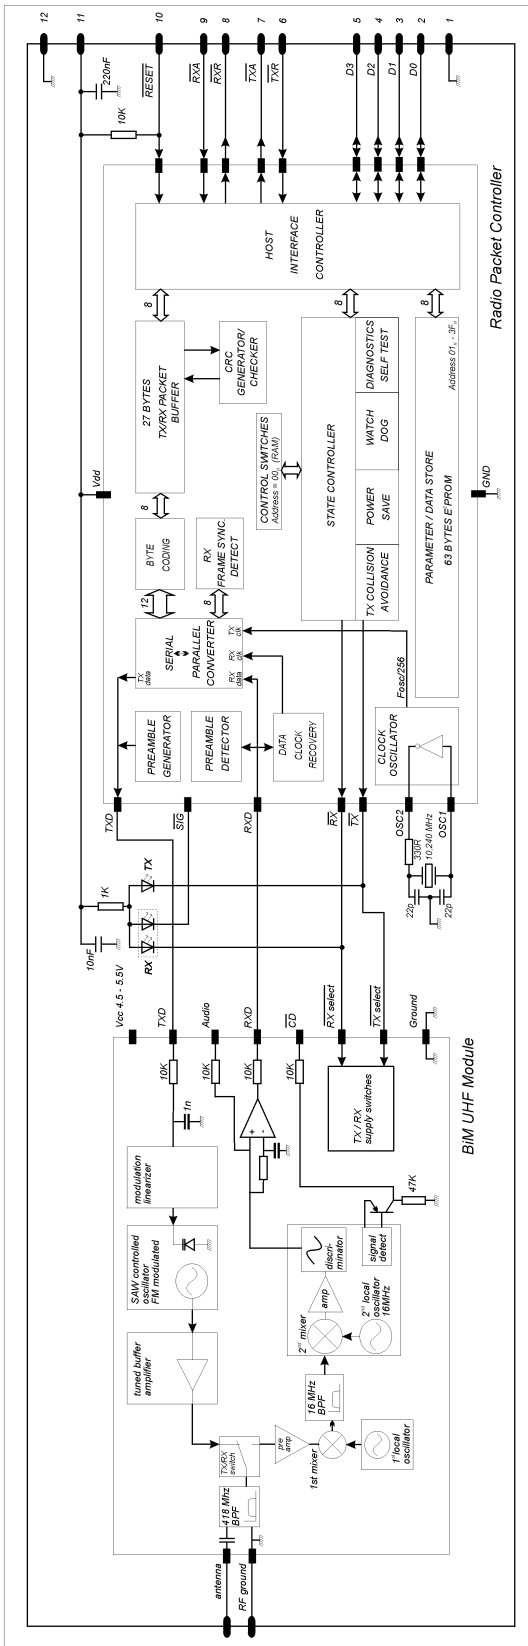 12
11
10
9
8
7
6
5
4
3
2
1
220nF
10K
RESET
RXA
RXR
TXA
TXR
D3
D2
D1
D0
Radio Packet Controller
HOST
INTERFACE
CONTROLLER
8
8
8
27 BYTES
TX/RX PACKET
BUFFER
CRC
GENERATOR/
CHECKER
CONTROL SWITCHES
Address = 00H (RAM)
STATE CONTROLLER
DIAGNOSTICS
SELF TEST
WATCH
DOG
POWER
SAVE
TX COLLISION
AVOIDANCE
PARAMETER / DATA STORE
63 BYTES E²PROM
Address 01H - 3FH
Vdd
GND
8
BYTE
CODING
RX
FRAME SYNC.
DETECT
12
8
SERIAL
PARALLEL
CONVERTER
TX
data
TX
clk
RX
clk
RX
data
Fosc/256
PREAMBLE
GENERATOR
PREAMBLE
DETECTOR
DATA
CLOCK
RECOVERY
CLOCK
OSCILLATOR
TXD
SIG
RXD
RX
TX
OSC2
OSC1
330R
10.240 MHz
22p
22p
1K
TX
RX
10nF
Vcc 4.5 - 5.5V
TXD
Audio
RXD
CD
RX select
TX select
Ground
BiM UHF Module
10K
10K
10K
10K
1n
TX / RX
supply switches
modulation
linearizer
47K
signal
detect
SAW controlled
oscillator
FM modulated
discri-
minator
amp
2nd mixer
2nd local
oscillator
16MHz
tuned buffer
amplifier
16 MHz
BPF
TX/RX
switch
pre
amp
1st mixer
1st local
oscillator
418 Mhz
BPF
antenna
RF ground